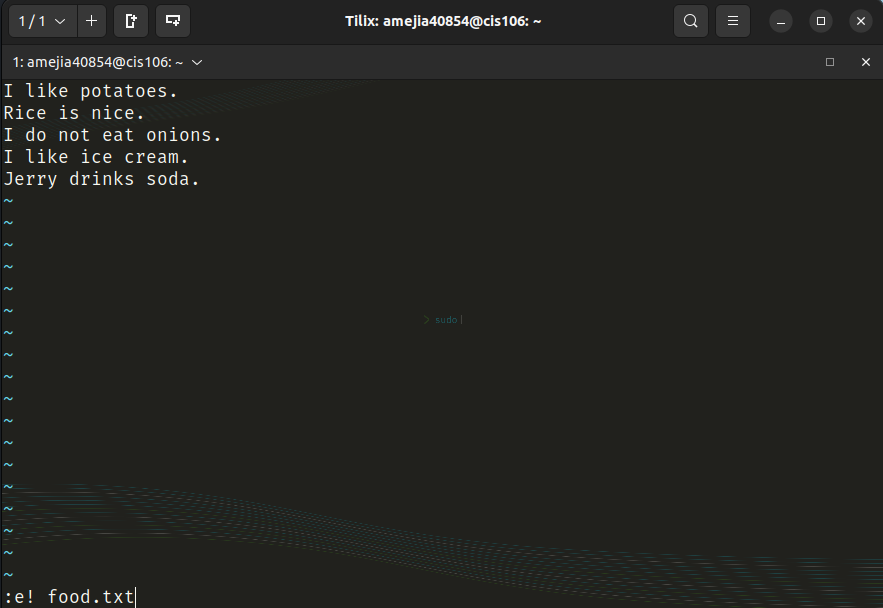 1 / 1
Tilix: amejia40854@cis106: ~
1: amejia40854@cis106: ~
I like potatoes.
Rice is nice.
I do not eat onions.
I like ice cream.
Jerry drinks soda.
~
~
~
~
~
~
> sudo
~
~
~
~
~
~
~
~
~
~
~
~
:e! food.txt